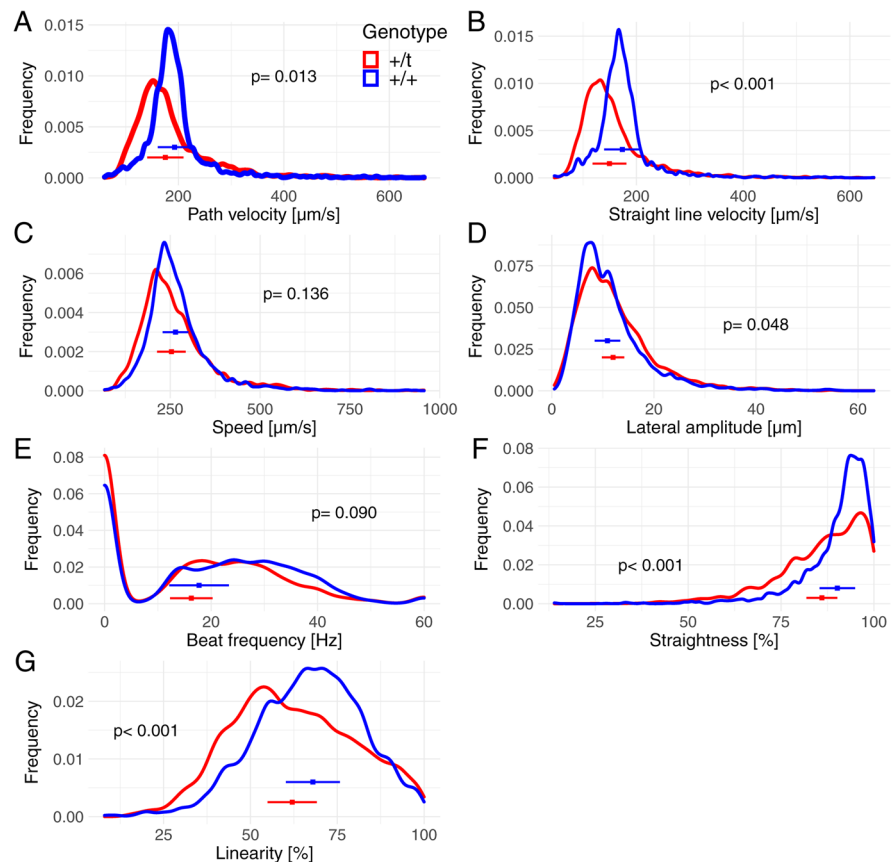 A
Genotype
+/t
+/+
p= 0.013
Frequency
0.015
0.010
0.005
0.000
200
400
600
Path velocity [µm/s]
B
p< 0.001
Frequency
0.015
0.010
0.005
0.000
200
400
600
Straight line velocity [µm/s]
C
p= 0.136
Frequency
0.006
0.004
0.002
0.000
250
500
750
1000
Speed [µm/s]
D
p= 0.048
Frequency
0.075
0.050
0.025
0.000
0
20
40
60
Lateral amplitude [µm]
E
p= 0.090
Frequency
0.08
0.06
0.04
0.02
0.00
0
20
40
60
Beat frequency [Hz]
F
p< 0.001
Frequency
0.08
0.06
0.04
0.02
0.00
25
50
75
100
Straightness [%]
G
p< 0.001
Frequency
0.02
0.01
0.00
25
50
75
100
Linearity [%]